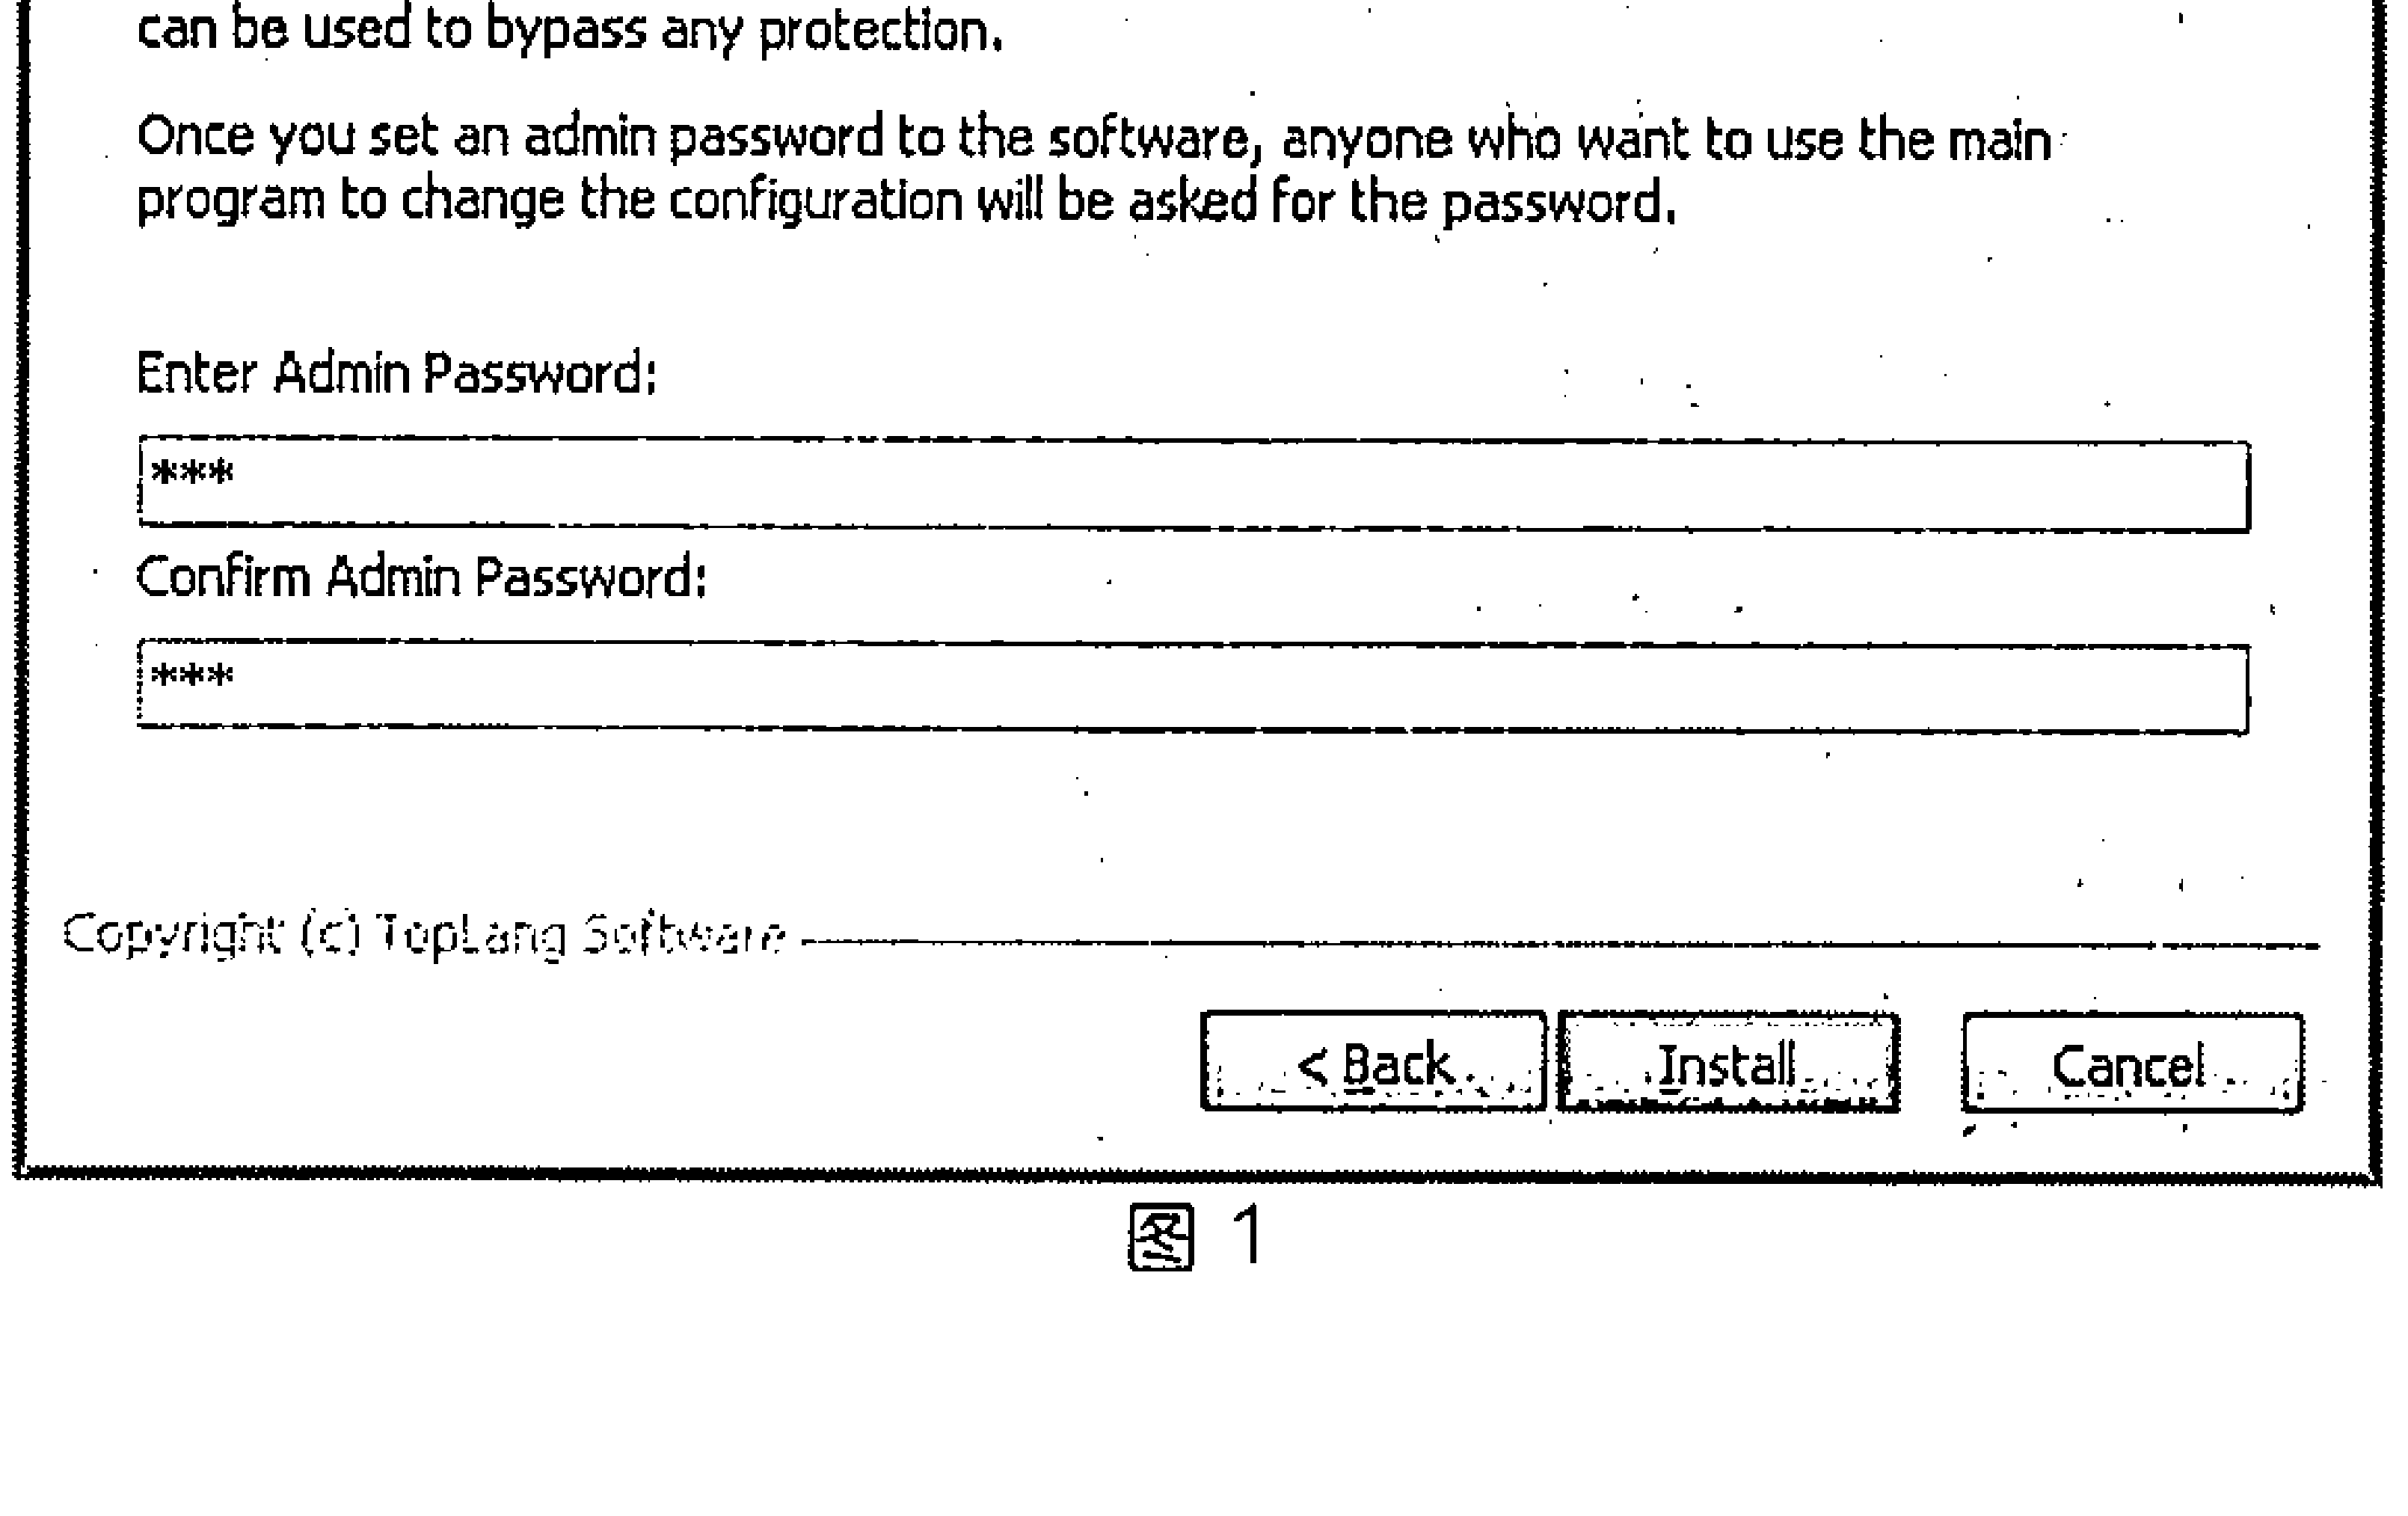 can be used to bypass any protection.
Once you set an admin password to the software, anyone who want to use the main
program to change the configuration will be asked for the password.
Enter Admin Password:
***
Confirm Admin Password:
***
Copyright (c) TopLang Software
< Back
Install
Cancel
图 1